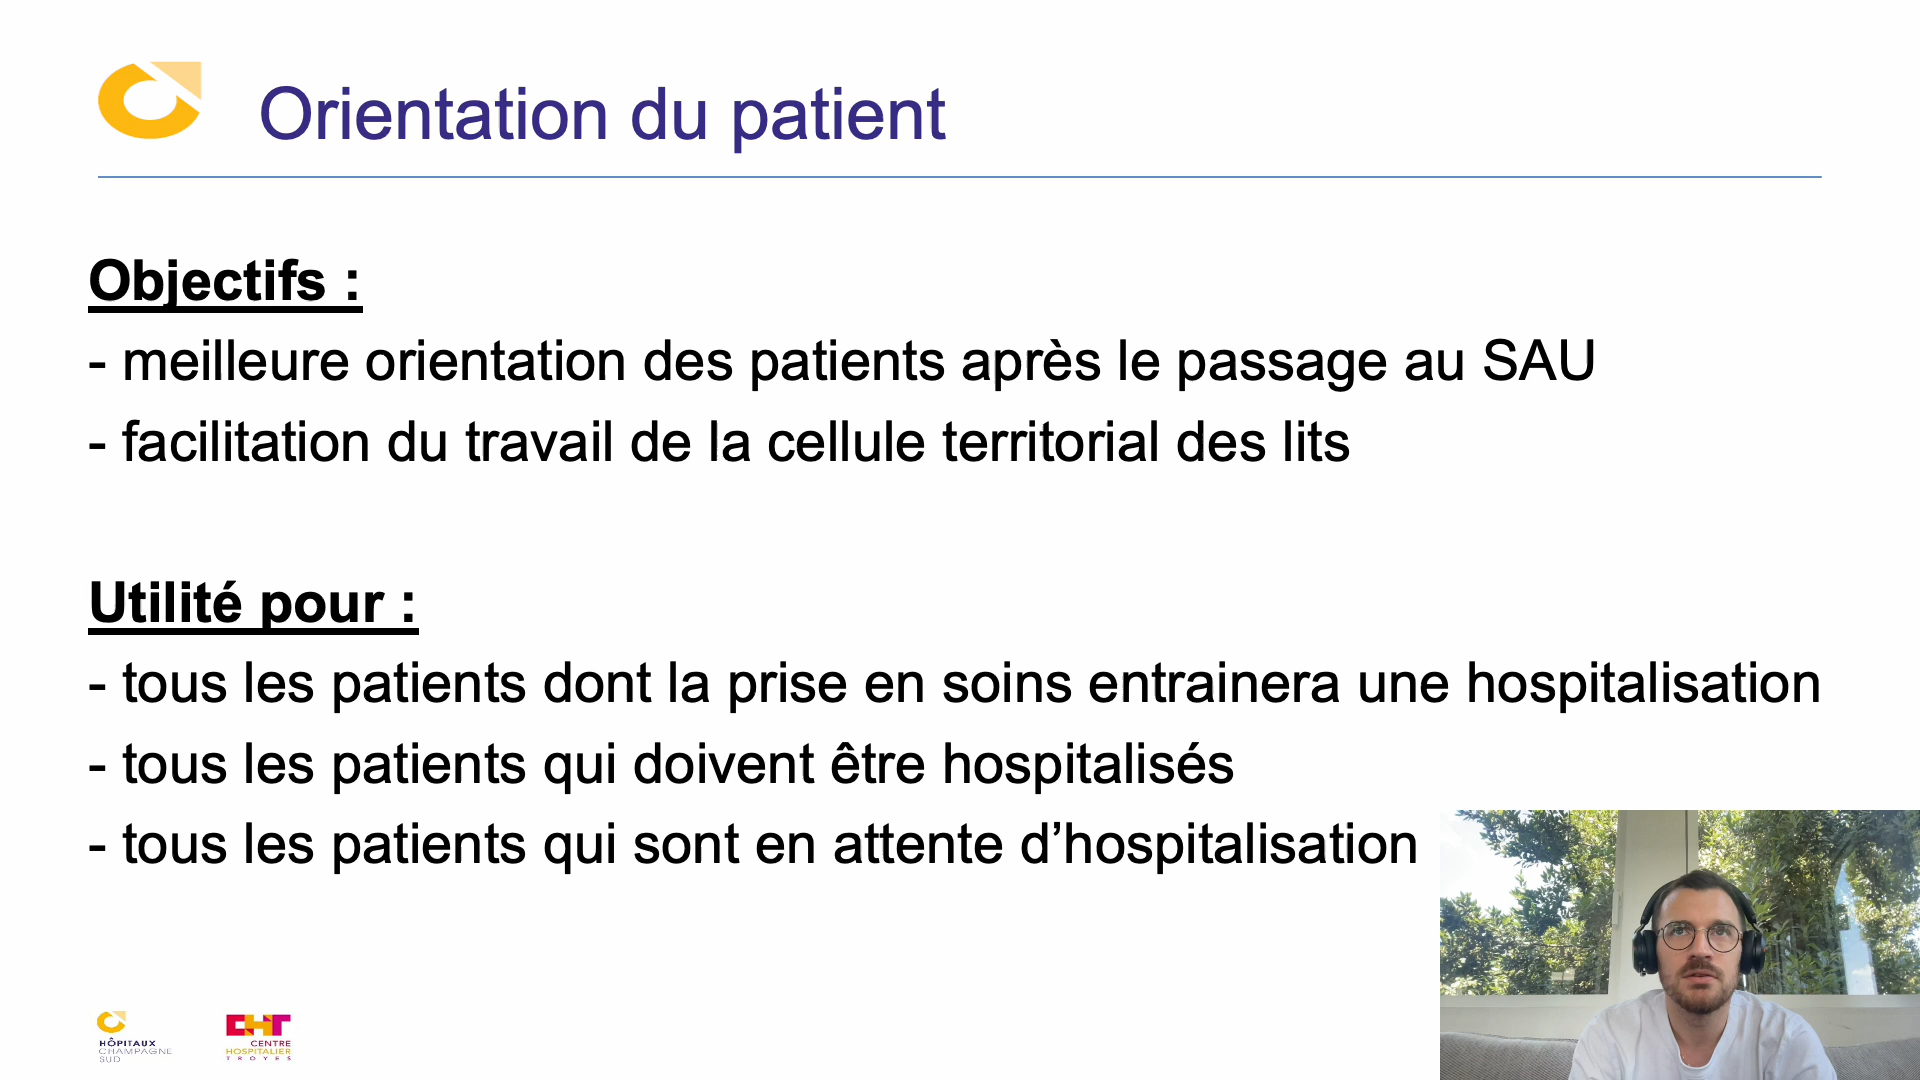 Orientation du patient
Objectifs :
- meilleure orientation des patients après le passage au SAU
- facilitation du travail de la cellule territorial des lits
Utilité pour :
- tous les patients dont la prise en soins entrainera une hospitalisation
- tous les patients qui doivent être hospitalisés
- tous les patients qui sont en attente d’hospitalisation
HÔPITAUX
CHAMPAGNE
SUD
CHT
CENTRE
HOSPITALIER
TROYES